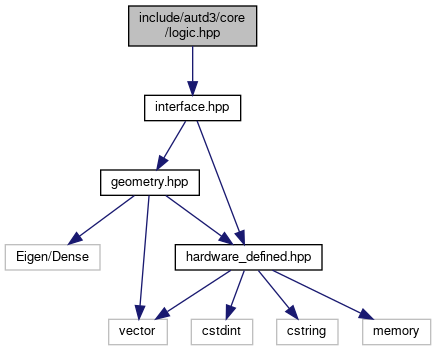 include/autd3/core
/logic.hpp
interface.hpp
geometry.hpp
Eigen/Dense
hardware_defined.hpp
vector
cstdint
cstring
memory